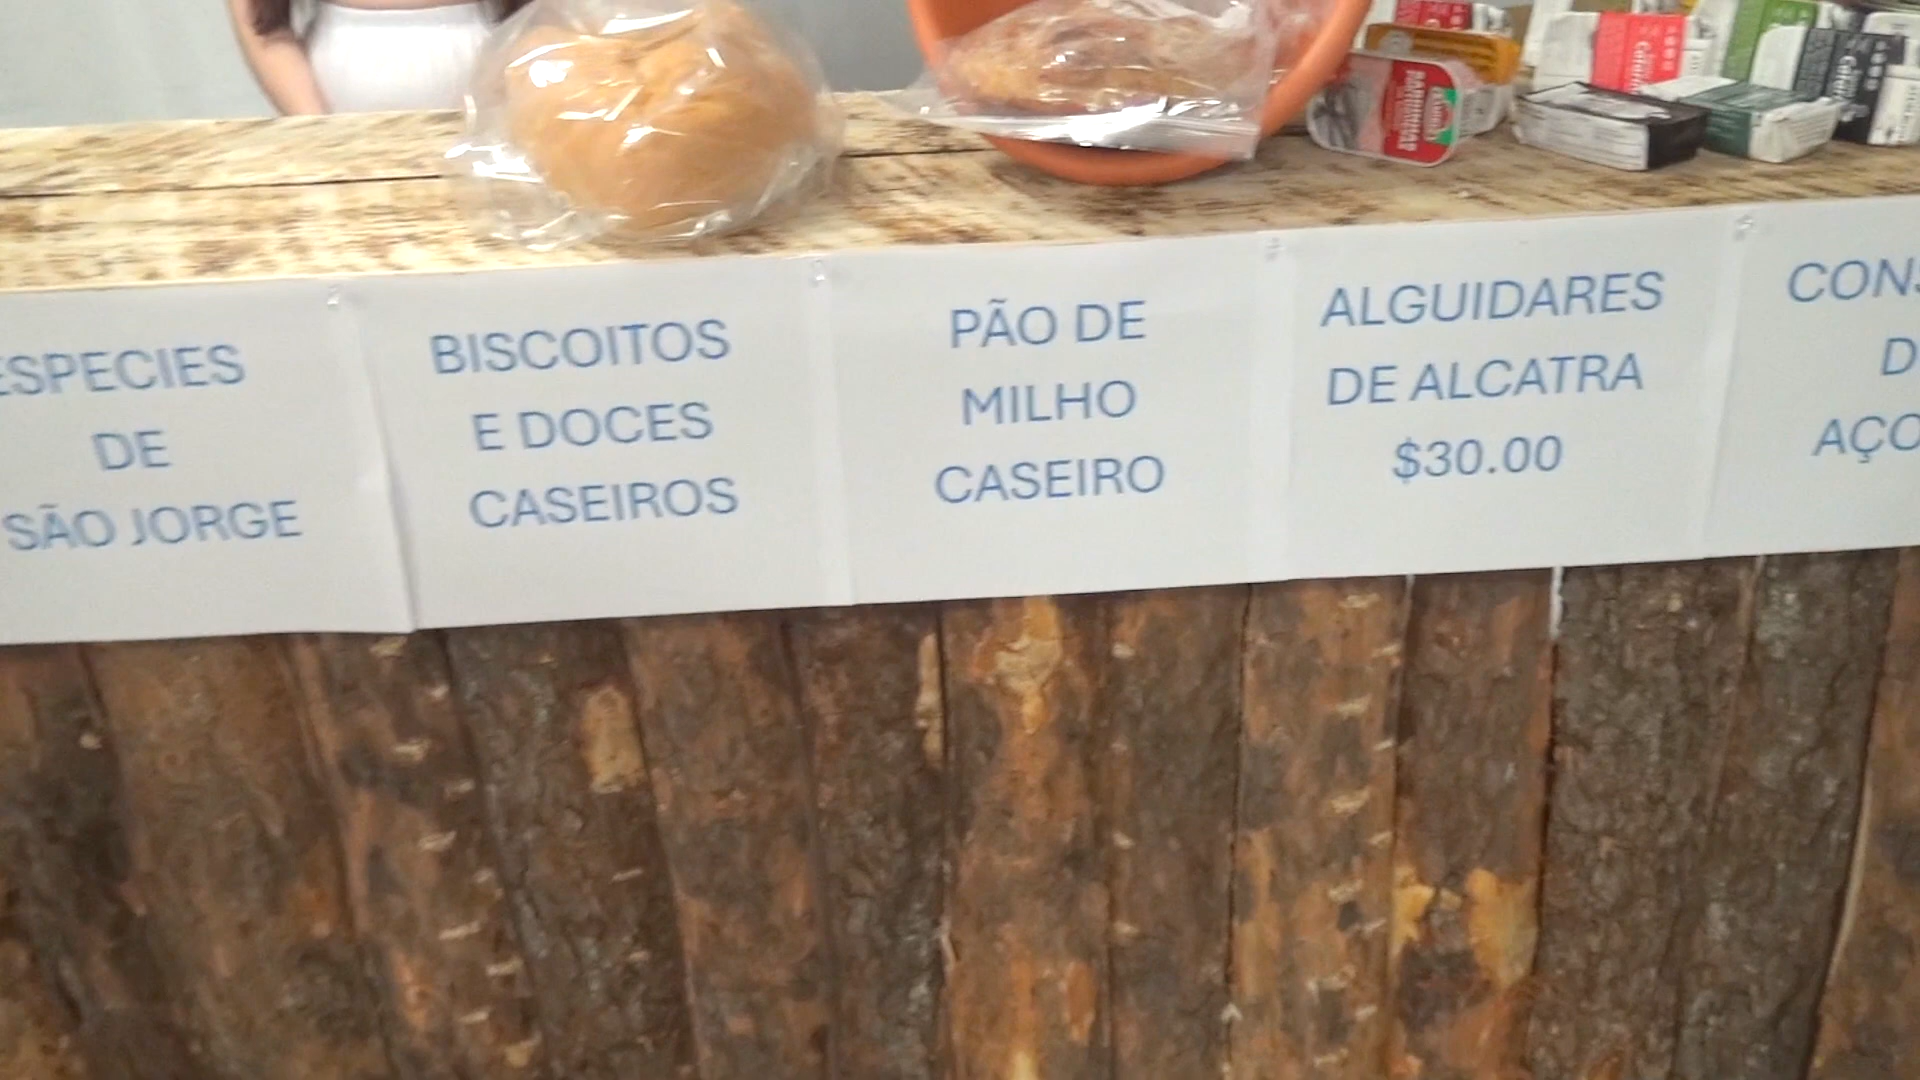 ESPECIES
DE
SÃO JORGE
BISCOITOS
E DOCES
CASEIROS
PÃO DE
MILHO
CASEIRO
ALGUIDARES
DE ALCATRA
$30.00